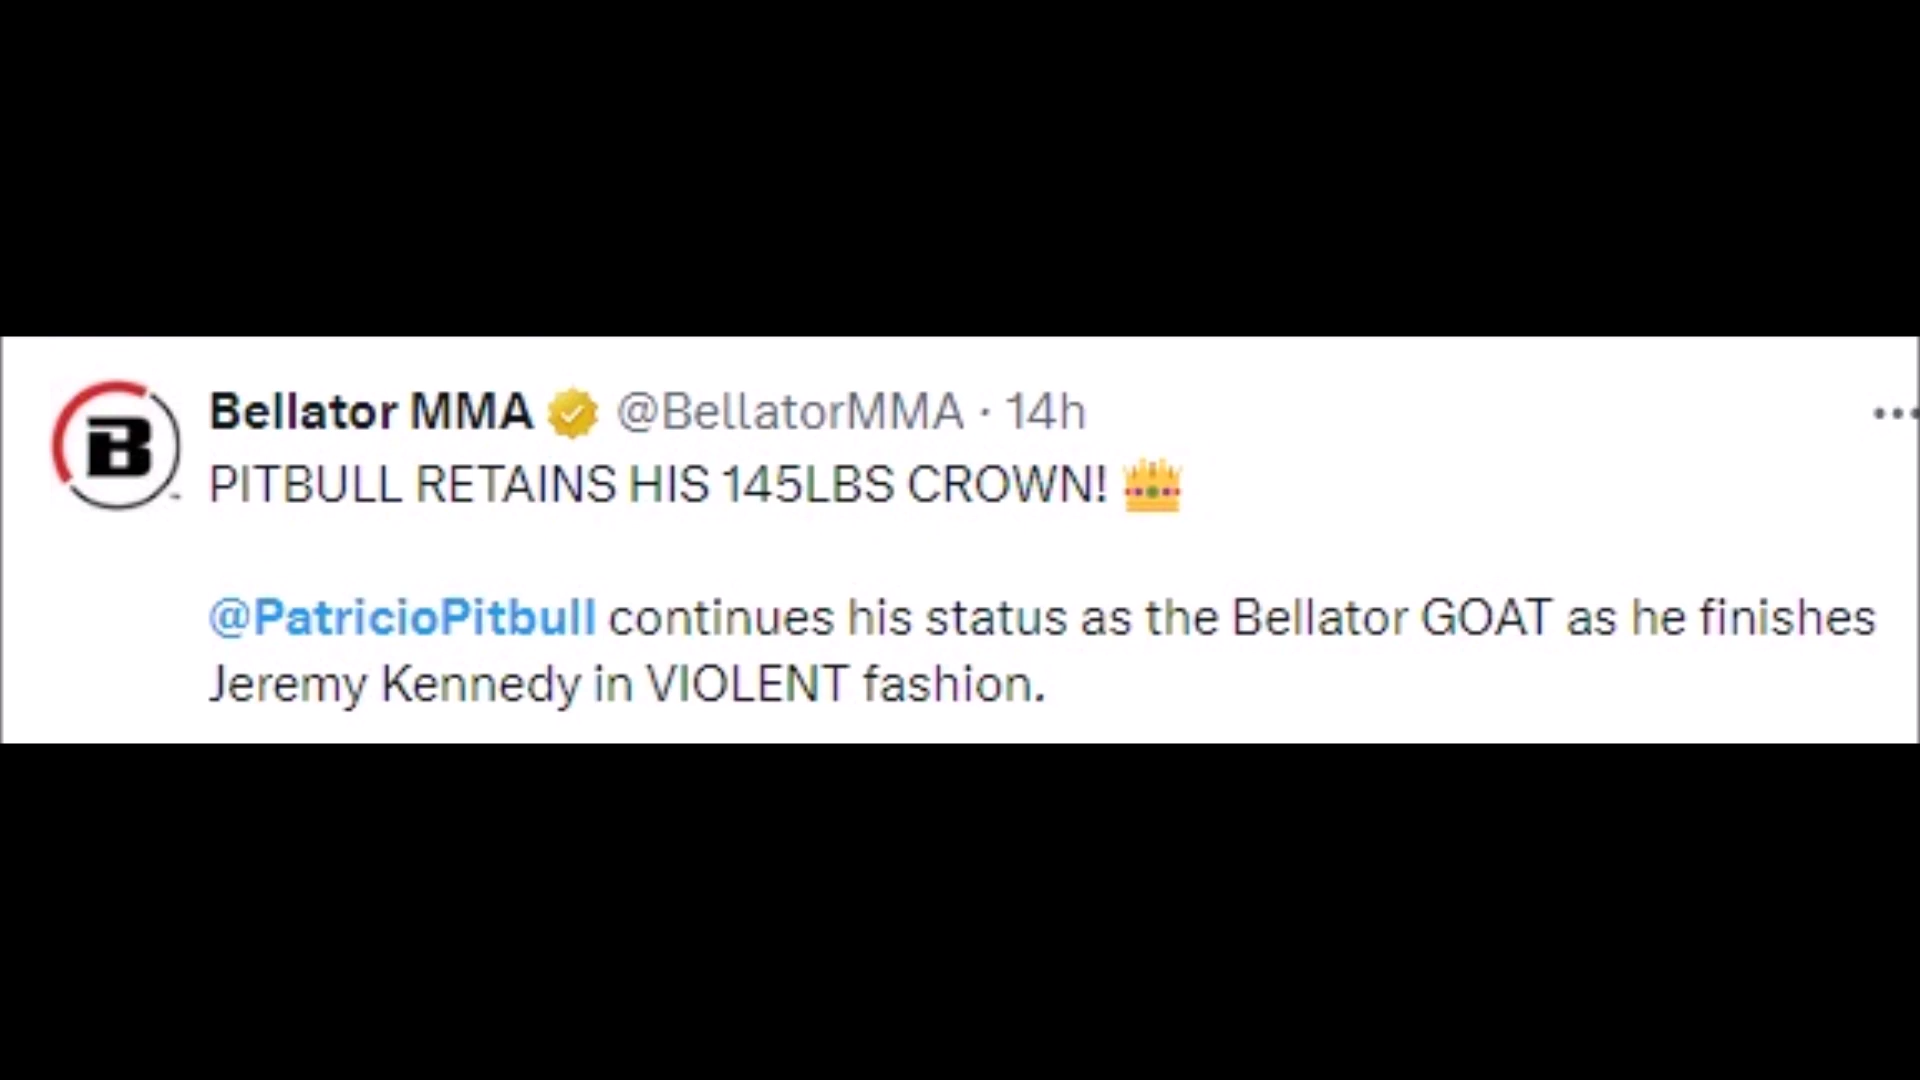 Bellator MMA @BellatorMMA · 14h
PITBULL RETAINS HIS 145LBS CROWN! 👑
@PatricioPitbull continues his status as the Bellator GOAT as he finishes
Jeremy Kennedy in VIOLENT fashion.